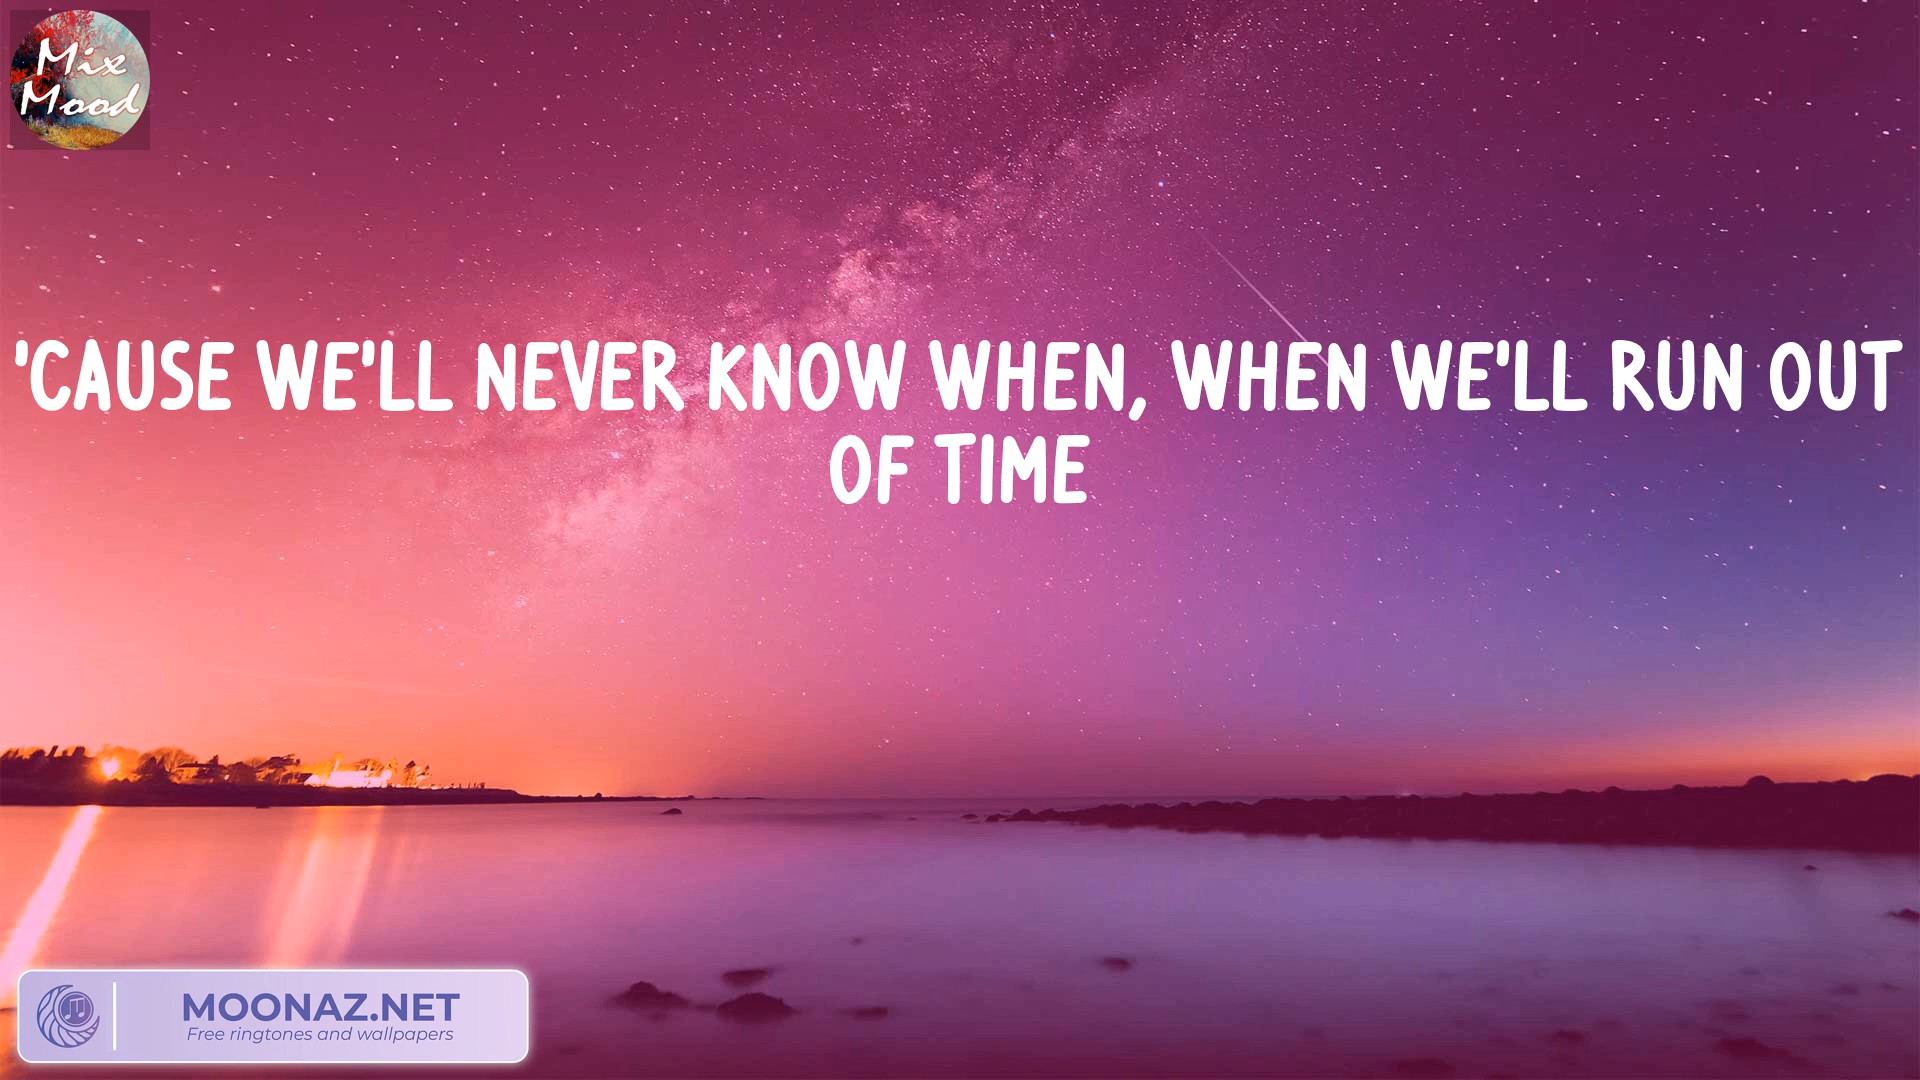 Mix
Mood
'CAUSE WE'LL NEVER KNOW WHEN, WHEN WE'LL RUN OUT
OF TIME
MOONAZ.NET
Free ringtones and wallpapers